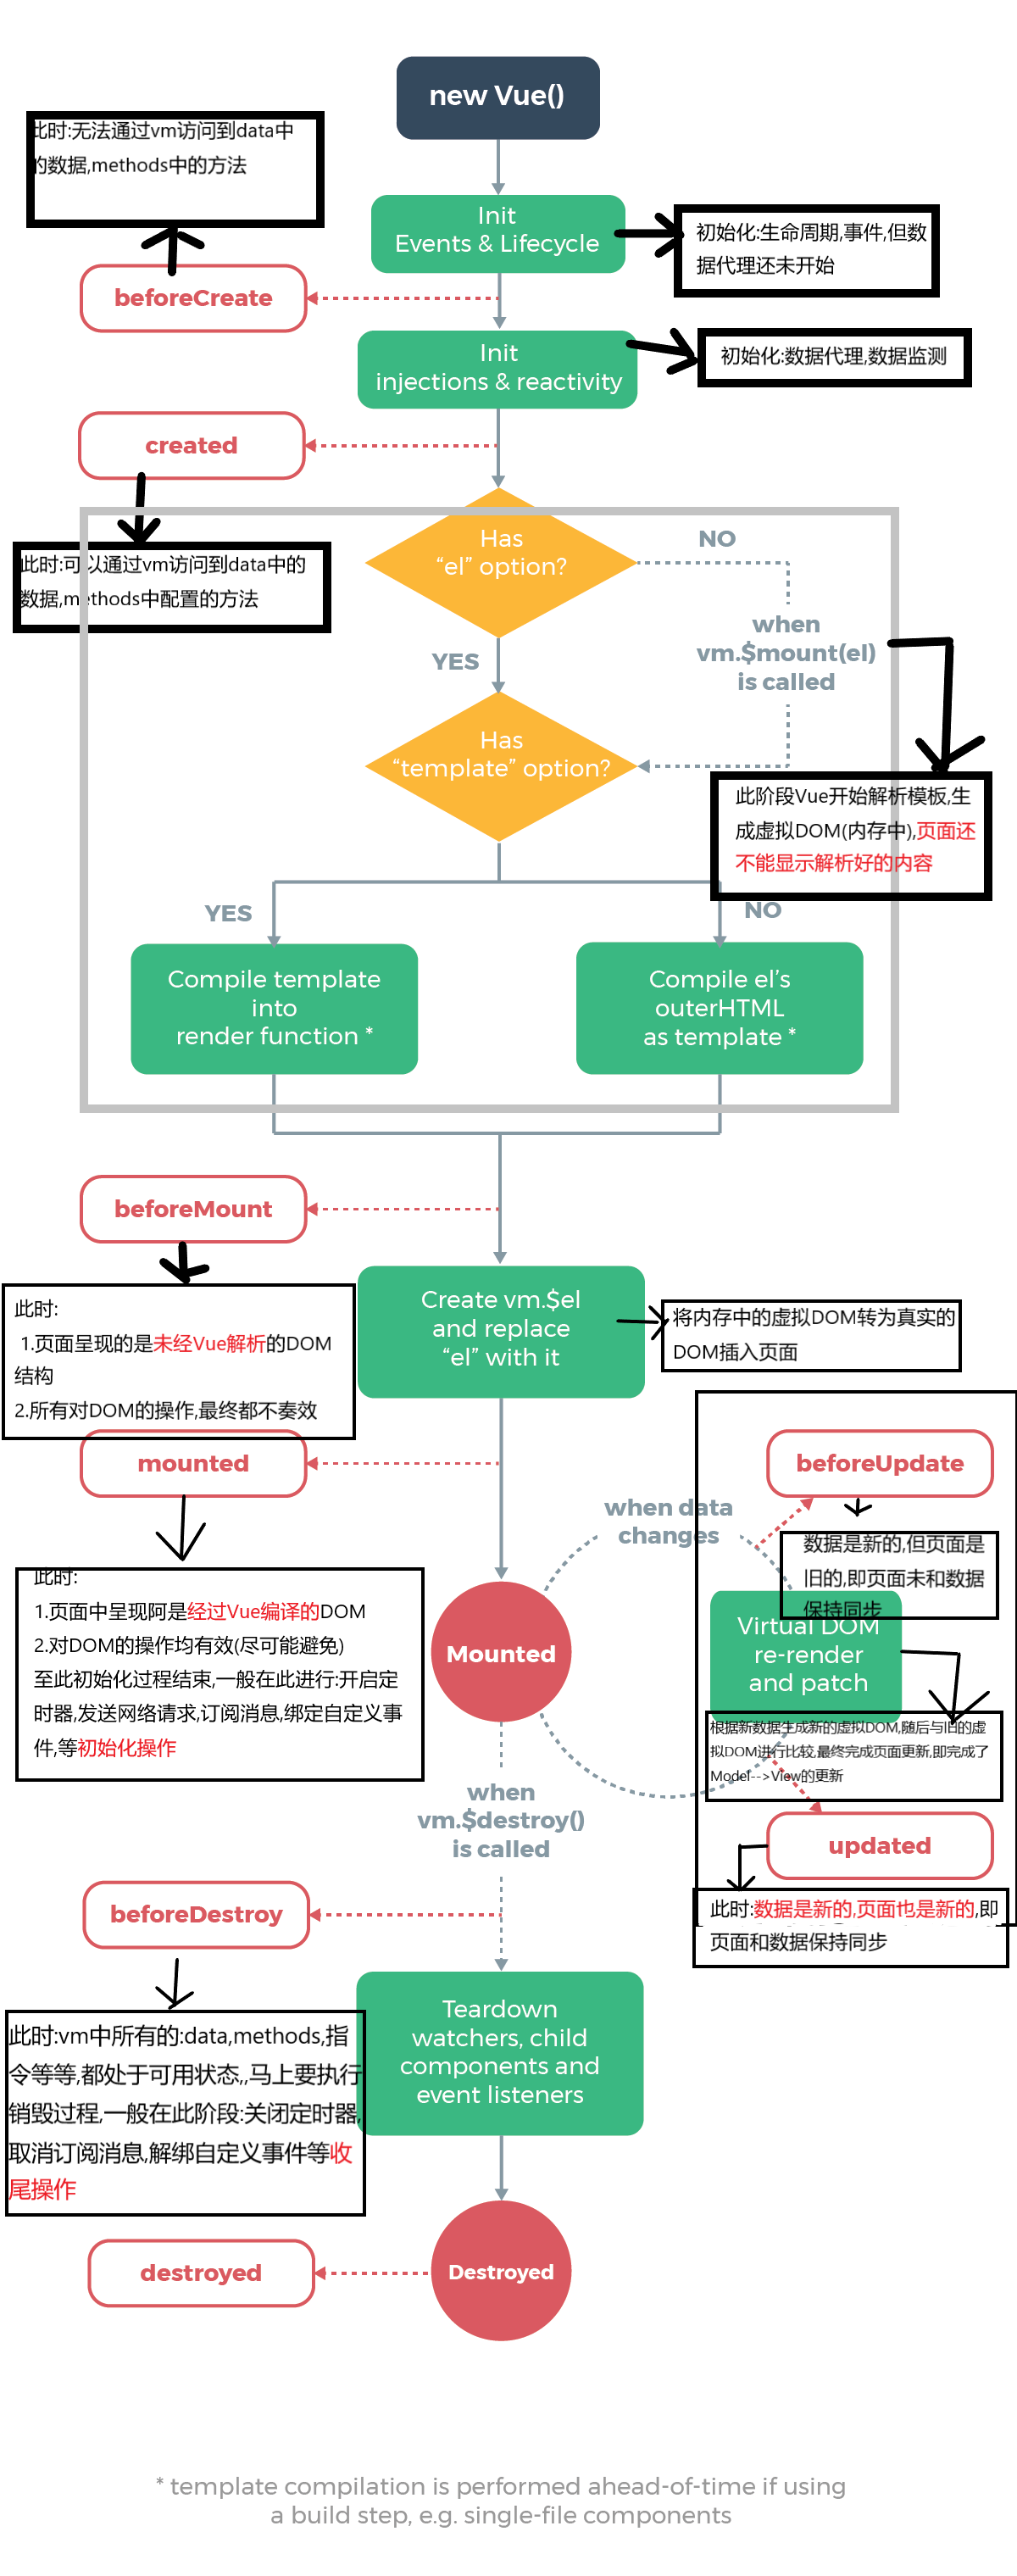 new Vue()
此时:无法通过vm访问到data中
的数据,methods中的方法
Init
Events & Lifecycle
初始化:生命周期,事件,但数
据代理还未开始
beforeCreate
Init
injections & reactivity
初始化:数据代理,数据监测
created
此时:可以通过vm访问到data中的
数据,methods中配置的方法
Has
“el” option?
NO
when
vm.$mount(el)
is called
YES
Has
“template” option?
此阶段Vue开始解析模板,生
成虚拟DOM(内存中),页面还
不能显示解析好的内容
YES
NO
Compile template
into
render function *
Compile el’s
outerHTML
as template *
beforeMount
此时:
1.页面呈现的是未经Vue解析的DOM
结构
2.所有对DOM的操作,最终都不奏效
Create vm.$el
and replace
“el” with it
将内存中的虚拟DOM转为真实的
DOM插入页面
mounted
beforeUpdate
when data
changes
数据是新的,但页面是
旧的,即页面未和数据
保持同步
此时:
1.页面中呈现阿是经过Vue编译的DOM
2.对DOM的操作均有效(尽可能避免)
至此初始化过程结束,一般在此进行:开启定
时器,发送网络请求,订阅消息,绑定自定义事
件,等初始化操作
Mounted
Virtual DOM
re-render
and patch
根据新数据生成新的虚拟DOM,随后与旧的虚
拟DOM进行比较,最终完成页面更新,即完成了
Model-->View的更新
when
vm.$destroy()
is called
updated
此时:数据是新的,页面也是新的,即
页面和数据保持同步
beforeDestroy
此时:vm中所有的:data,methods,指
令等等,都处于可用状态,,马上要执行
销毁过程,一般在此阶段:关闭定时器,
取消订阅消息,解绑自定义事件等收
尾操作
Teardown
watchers, child
components and
event listeners
destroyed
Destroyed
* template compilation is performed ahead-of-time if using
a build step, e.g. single-file components